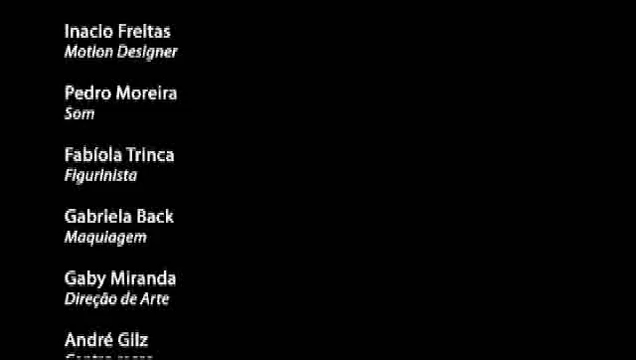 Inacio Freitas
Motion Designer
Pedro Moreira
Som
Fabíola Trinca
Figurinista
Gabriela Back
Maquiagem
Gaby Miranda
Direção de Arte
André Gilz